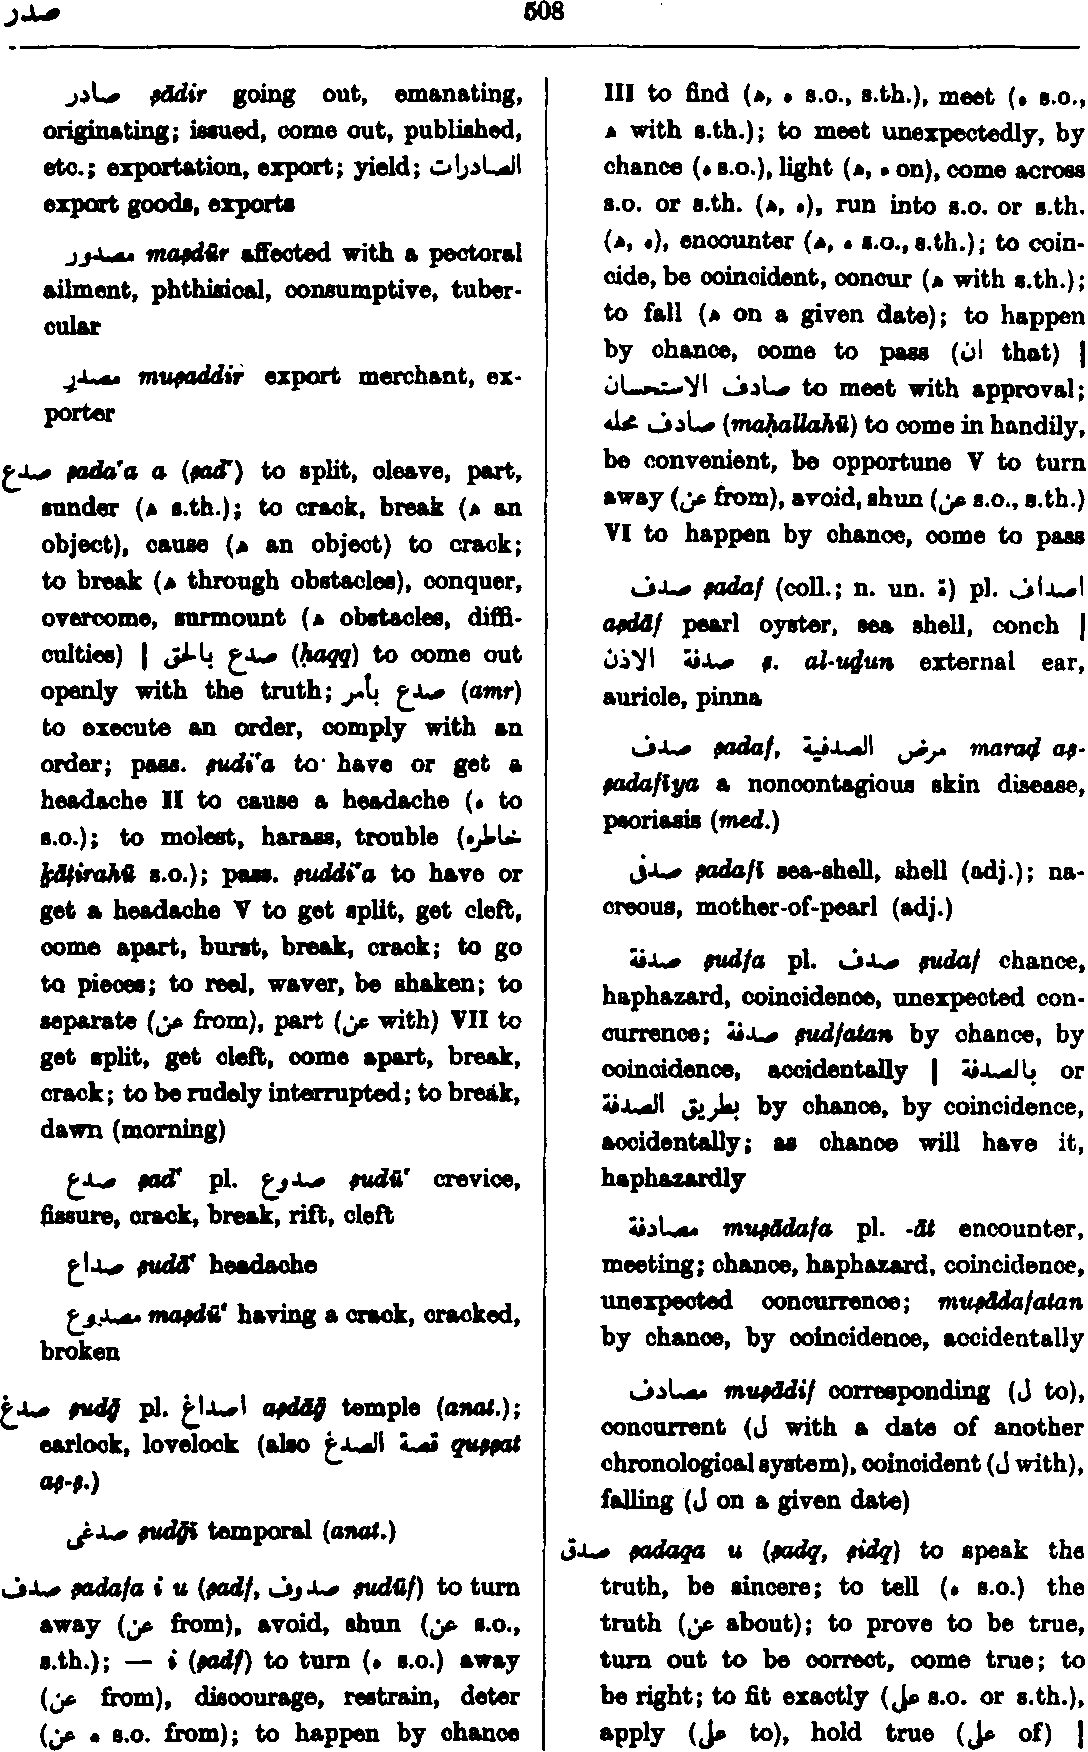 صدر
508
صادر ṣādir going out, emanating,
originating; issued, come out, published,
etc.; exportation, export; yield; الصادرات
export goods, exports
مصدور maṣdūr affected with a pectoral
ailment, phthisical, consumptive, tuber-
cular
مصدر muṣaddir export merchant, ex-
porter
صدع ṣada‘a a (ṣad‘) to split, cleave, part,
sunder (ه s.th.); to crack, break (ه an
object), cause (ه an object) to crack;
to break (ه through obstacles), conquer,
overcome, surmount (ه obstacles, diffi-
culties) | صدع بالحق (ḥaqq) to come out
openly with the truth; صدع بأمر (amr)
to execute an order, comply with an
order; pass. ṣudi‘a to have or get a
headache II to cause a headache (ه to
s.o.); to molest, harass, trouble (خاطره
ḵāṭirahū s.o.); pass. ṣuddi‘a to have or
get a headache V to get split, get cleft,
come apart, burst, break, crack; to go
to pieces; to reel, waver, be shaken; to
separate (عن from), part (عن with) VII to
get split, get cleft, come apart, break,
crack; to be rudely interrupted; to break,
dawn (morning)
صدع ṣad‘ pl. صدوع ṣudū‘ crevice,
fissure, crack, break, rift, cleft
صداع ṣudā‘ headache
مصدوع maṣdū‘ having a crack, cracked,
broken
صدغ ṣudḡ pl. اصداغ aṣdāḡ temple (anat.);
earlock, lovelock (also قصة الصدغ quṣṣat
aṣ-ṣ.)
صدغى ṣudḡī temporal (anat.)
صدف ṣadafa i u (ṣadf, صدوف ṣudūf) to turn
away (عن from), avoid, shun (عن s.o.,
s.th.); — i (ṣadf) to turn (ه s.o.) away
(عن from), discourage, restrain, deter
(عن ه s.o. from); to happen by chance
III to find (ه, ه s.o., s.th.), meet (ه s.o.,
ه with s.th.); to meet unexpectedly, by
chance (ه s.o.), light (ه, ه on), come across
s.o. or s.th. (ه, ه), run into s.o. or s.th.
(ه, ه), encounter (ه, ه s.o., s.th.); to coin-
cide, be coincident, concur (ه with s.th.);
to fall (ه on a given date); to happen
by chance, come to pass (ان that) |
صادف الاستحسان to meet with approval;
صادف محله (maḥallahū) to come in handily,
be convenient, be opportune V to turn
away (عن from), avoid, shun (عن s.o., s.th.)
VI to happen by chance, come to pass
صدف ṣadaf (coll.; n. un. ة) pl. اصداف
aṣdāf pearl oyster, sea shell, conch |
صدفة الاذن ṣ. al-uḏun external ear,
auricle, pinna
صدف ṣadaf, مرض الصدفية maraḍ aṣ-
ṣadafīya a noncontagious skin disease,
psoriasis (med.)
صدفى ṣadafī sea-shell, shell (adj.); na-
creous, mother-of-pearl (adj.)
صدفة ṣudfa pl. صدف ṣudaf chance,
haphazard, coincidence, unexpected con-
currence; صدفة ṣudfatan by chance, by
coincidence, accidentally | بالصدفة or
بطريق الصدفة by chance, by coincidence,
accidentally; as chance will have it,
haphazardly
مصادفة muṣādafa pl. -āt encounter,
meeting; chance, haphazard, coincidence,
unexpected concurrence; muṣādafatan
by chance, by coincidence, accidentally
مصادف muṣādif corresponding (ل to),
concurrent (ل with a date of another
chronological system), coincident (ل with),
falling (ل on a given date)
صدق ṣadaqa u (ṣadq, ṣidq) to speak the
truth, be sincere; to tell (ه s.o.) the
truth (عن about); to prove to be true,
turn out to be correct, come true; to
be right; to fit exactly (على s.o. or s.th.),
apply (على to), hold true (على of) |